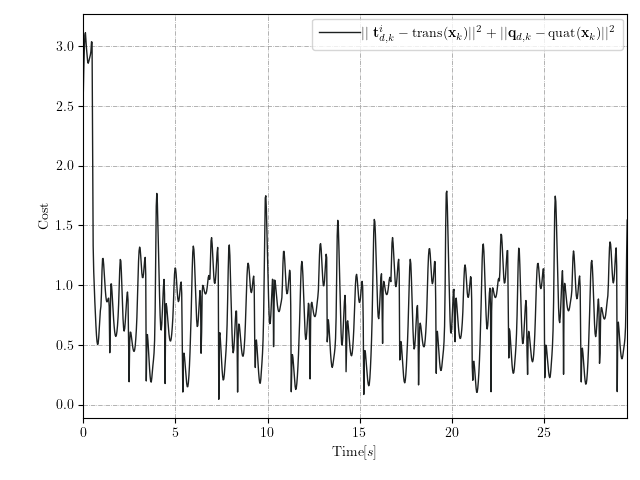 || t^i_{d,k} − trans(x_k)||^2 + ||q_{d,k} − quat(x_k)||^2
3.0
2.5
2.0
1.5
1.0
0.5
0.0
Cost
0 5 10 15 20 25
Time[s]